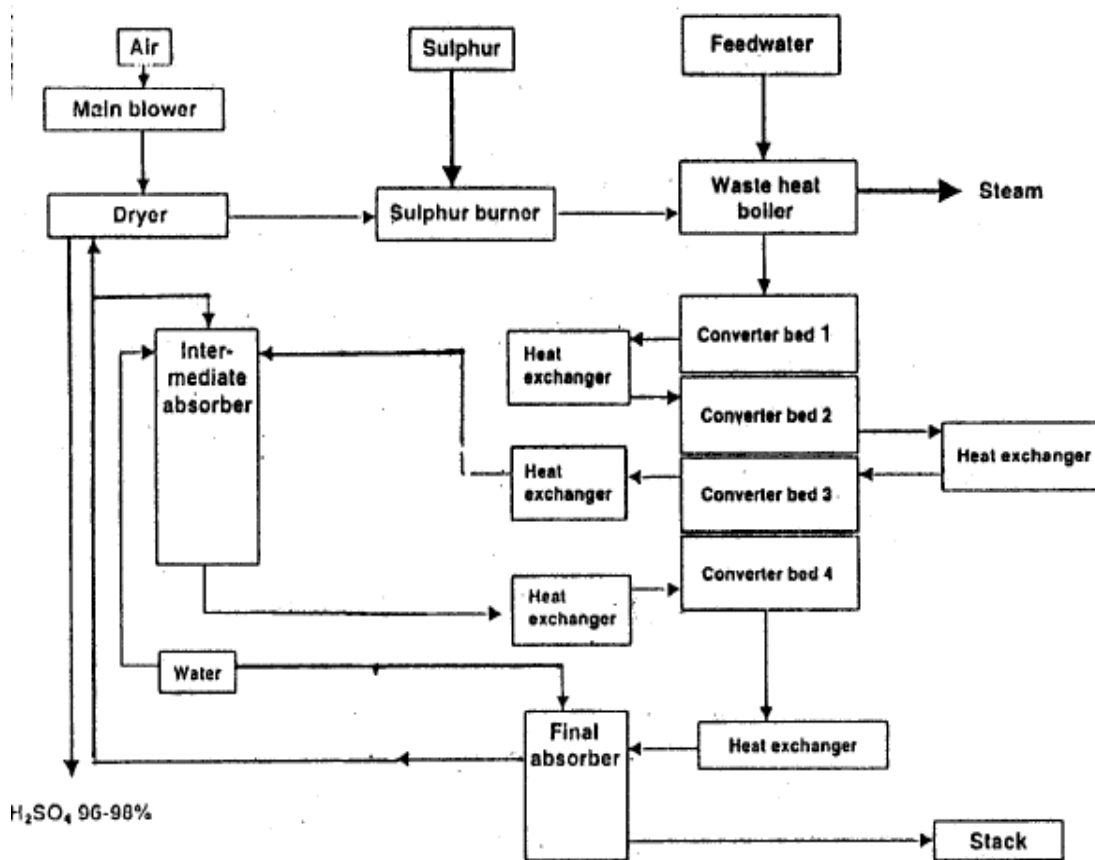 Air
Sulphur
Feedwater
Main blower
Dryer
Sulphur burner
Waste heat
boiler
Steam
Converter bed 1
Heat
exchanger
Inter-
mediate
absorber
Converter bed 2
Heat exchanger
Heat
exchanger
Converter bed 3
Converter bed 4
Heat
exchanger
Water
Final
absorber
Heat exchanger
H₂SO₄ 96-98%
Stack